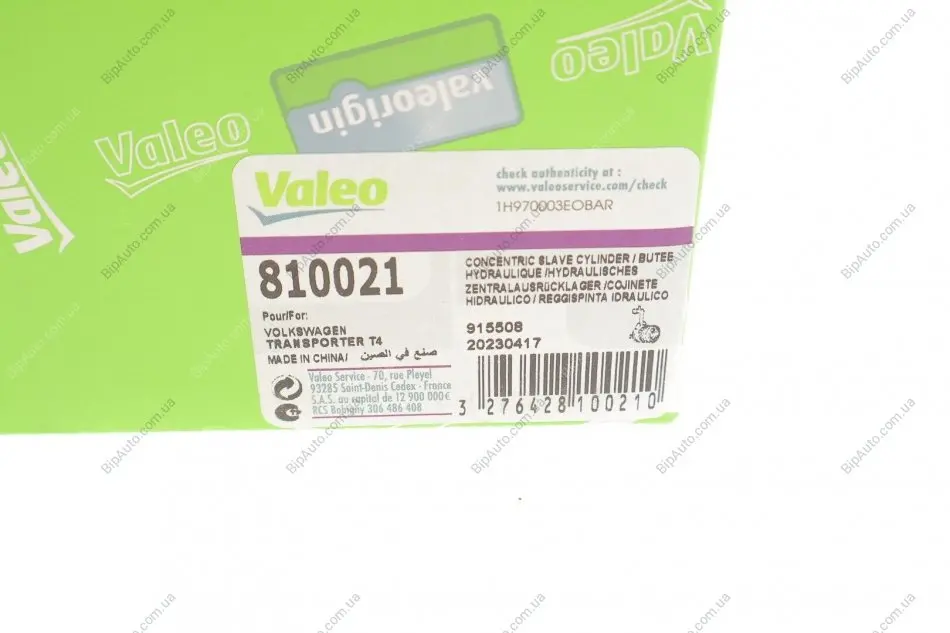 Valeo
valeorigin
Valeo
Valeo
Valeo
check authenticity at :
www.valeoservice.com/check
1H970003EOBAR
810021
CONCENTRIC SLAVE CYLINDER / BUTEE
HYDRAULIQUE /HYDRAULISCHES
ZENTRALAUSRÜCKLAGER /COJINETE
HIDRAULICO / REGGISPINTA IDRAULICO
Pour/For:
VOLKSWAGEN
TRANSPORTER T4
MADE IN CHINA/ صنع في الصين
915508
20230417
Valeo Service - 70, rue Pleyel
93285 Saint-Denis Cedex - France
S.A.S. au capital de 12 900 000€
RCS Bobigny 306 486 408
3 276428 100210
BipAuto.com.ua